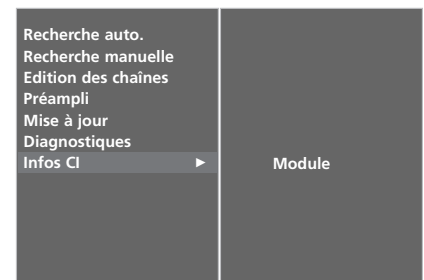 Recherche auto.
Recherche manuelle
Edition des chaînes
Préampli
Mise à jour
Diagnostiques
Infos CI ►
Module